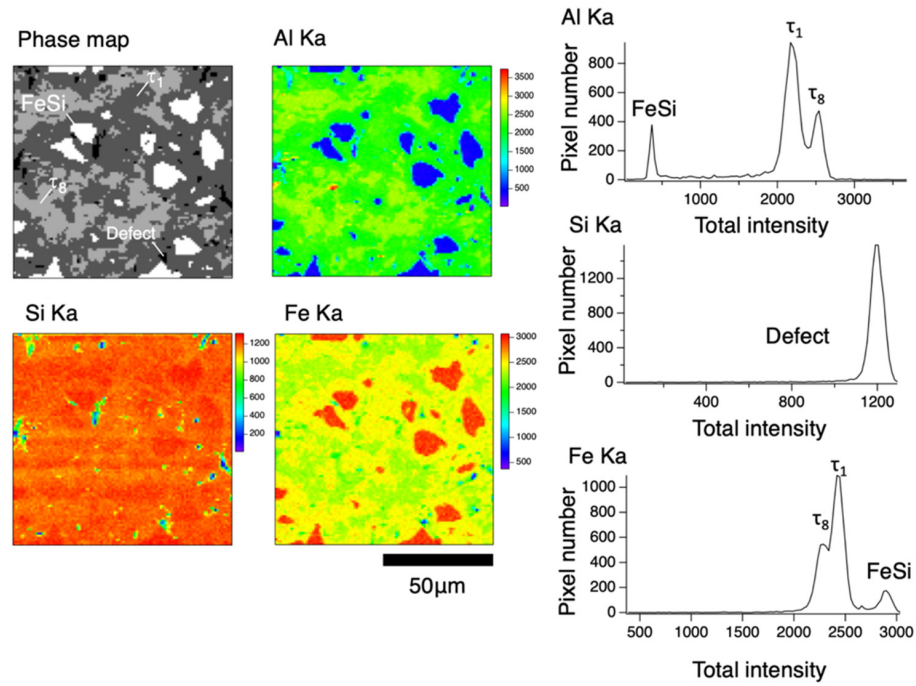 Phase map
τ1
FeSi
τ8
Defect
Al Ka
3500
3000
2500
2000
1500
1000
500
Si Ka
1200
1000
800
600
400
200
Fe Ka
3000
2500
2000
1500
1000
500
50μm
Al Ka
Pixel number
800
600
400
200
0
FeSi
τ1
τ8
1000
2000
3000
Total intensity
Si Ka
Pixel number
1200
800
400
0
Defect
400
800
1200
Total intensity
Fe Ka
Pixel number
1000
800
600
400
200
0
τ8
τ1
FeSi
500
1000
1500
2000
2500
3000
Total intensity